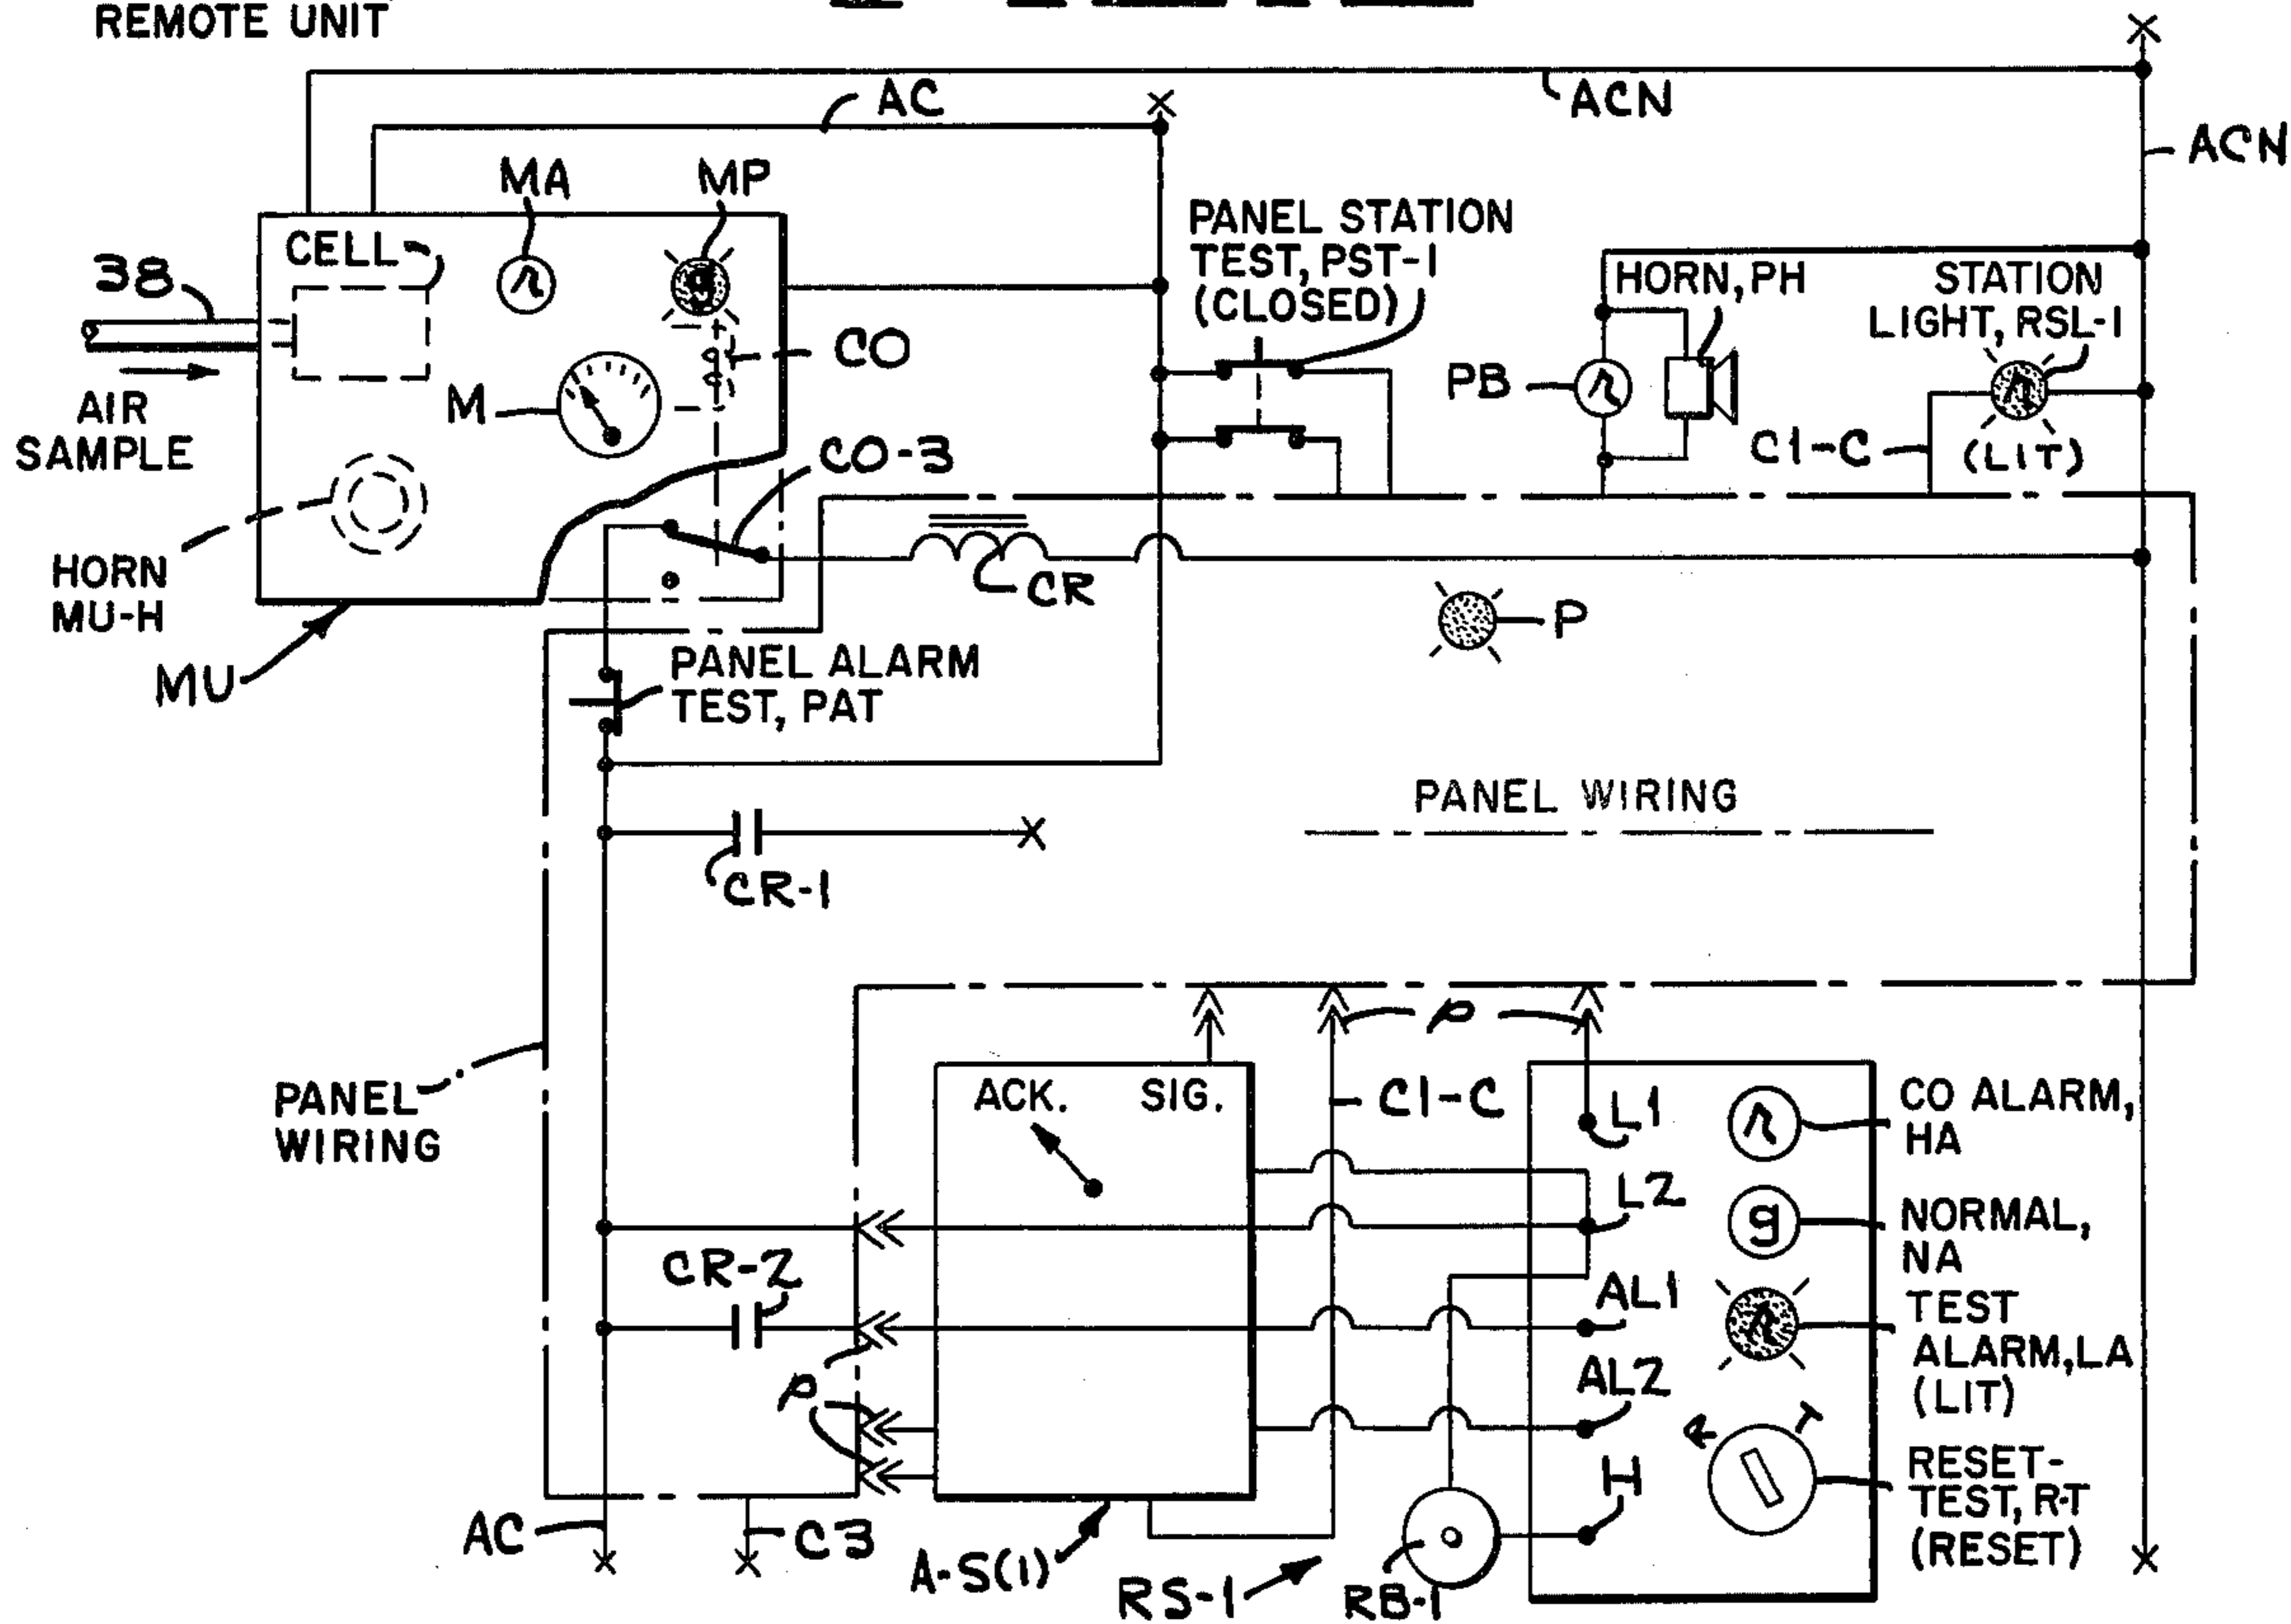 REMOTE UNIT
AC
ACN
ACN
MA
MP
CELL
38
AIR
SAMPLE
M
CO
CO-3
HORN
MU-H
MU
PANEL STATION
TEST, PST-1
(CLOSED)
HORN, PH
STATION
LIGHT, RSL-1
PB
C1-C
(LIT)
r
g
r
r
CR
P
PANEL ALARM
TEST, PAT
PANEL WIRING
CR-1
PANEL
WIRING
ACK.
SIG.
P
C1-C
L1
r
CO ALARM,
HA
L2
g
NORMAL,
NA
CR-2
AL1
r
TEST
ALARM, LA
(LIT)
P
AL2
R
T
RESET-
TEST, R-T
(RESET)
H
AC
C3
A-S(1)
RS-1
RB-1